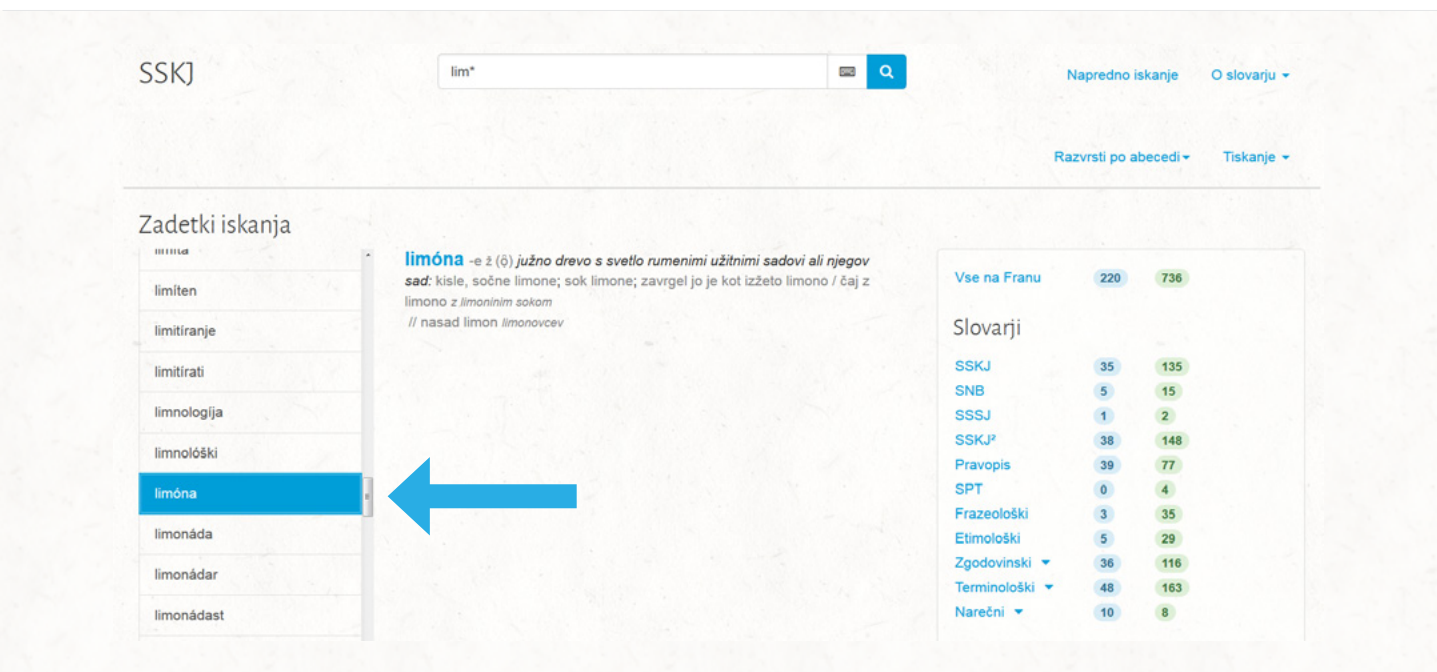 SSKJ
lim*
Napredno iskanje
O slovarju
Razvrsti po abecedi
Tiskanje
Zadetki iskanja
limíta
limíten
limitíranje
limitírati
limnologíja
limnolóški
limóna
limonáda
limonádar
limonádast
limóna -e ž (ọ̑) južno drevo s svetlo rumenimi užitnimi sadovi ali njegov
sad: kisle, sočne limone; sok limone; zavrgel jo je kot izžeto limono / čaj z
limono z limoninim sokom
// nasad limon limonovcev
Vse na Franu 220 736
Slovarji
SSKJ 35 135
SNB 5 15
SSSJ 1 2
SSKJ² 38 148
Pravopis 39 77
SPT 0 4
Frazeološki 3 35
Etimološki 5 29
Zgodovinski 36 116
Terminološki 48 163
Narečni 10 8